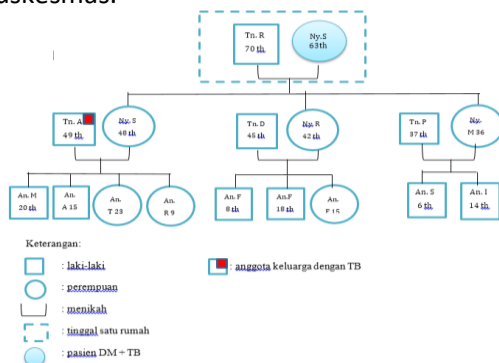 askesmas.
Tn. R
70 th
Ny.S
63th
Tn. A
49 th
Ny. S
48 th
Tn. D
45 th
Ny. R
42 th
Tn. P
37 th
Ny.
M 36
An. M
20 th
An.
A 15
An.
T 23
An.
R 9
An. F
8 th
An.F
18 th
An.
F 15
An. S
6 th
An. I
14 th
Keterangan:
: laki-laki
: anggota keluarga dengan TB
: perempuan
: menikah
: tinggal satu rumah
: pasien DM + TB